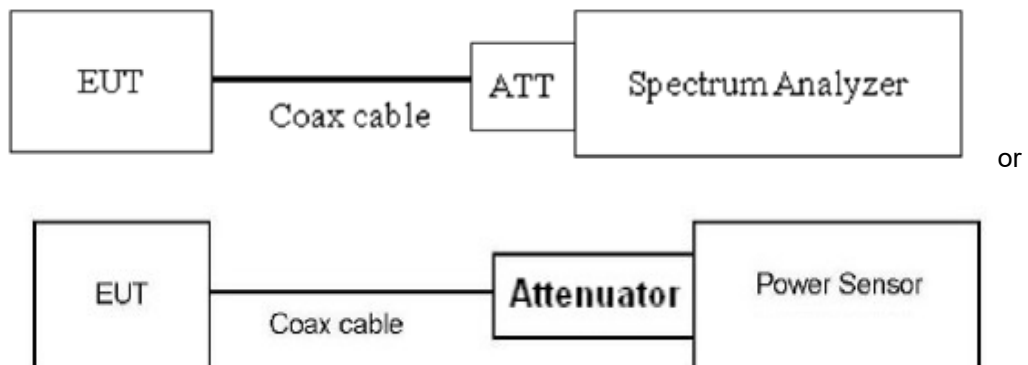 EUT
Coax cable
ATT
Spectrum Analyzer
or
EUT
Coax cable
Attenuator
Power Sensor